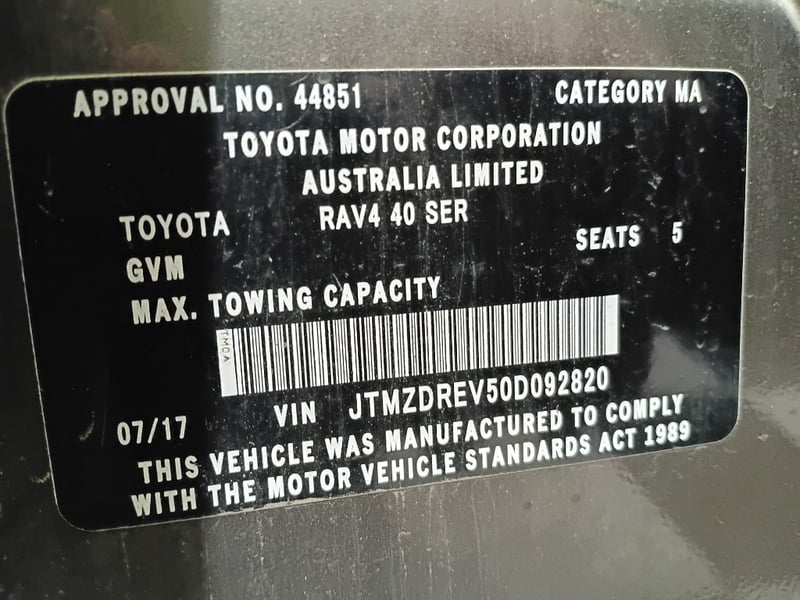 APPROVAL NO. 44851 CATEGORY MA
TOYOTA MOTOR CORPORATION
AUSTRALIA LIMITED
TOYOTA RAV4 40 SER
GVM SEATS 5
MAX. TOWING CAPACITY
TMCA
07/17 VIN JTMZDREV50D092820
THIS VEHICLE WAS MANUFACTURED TO COMPLY
WITH THE MOTOR VEHICLE STANDARDS ACT 1989